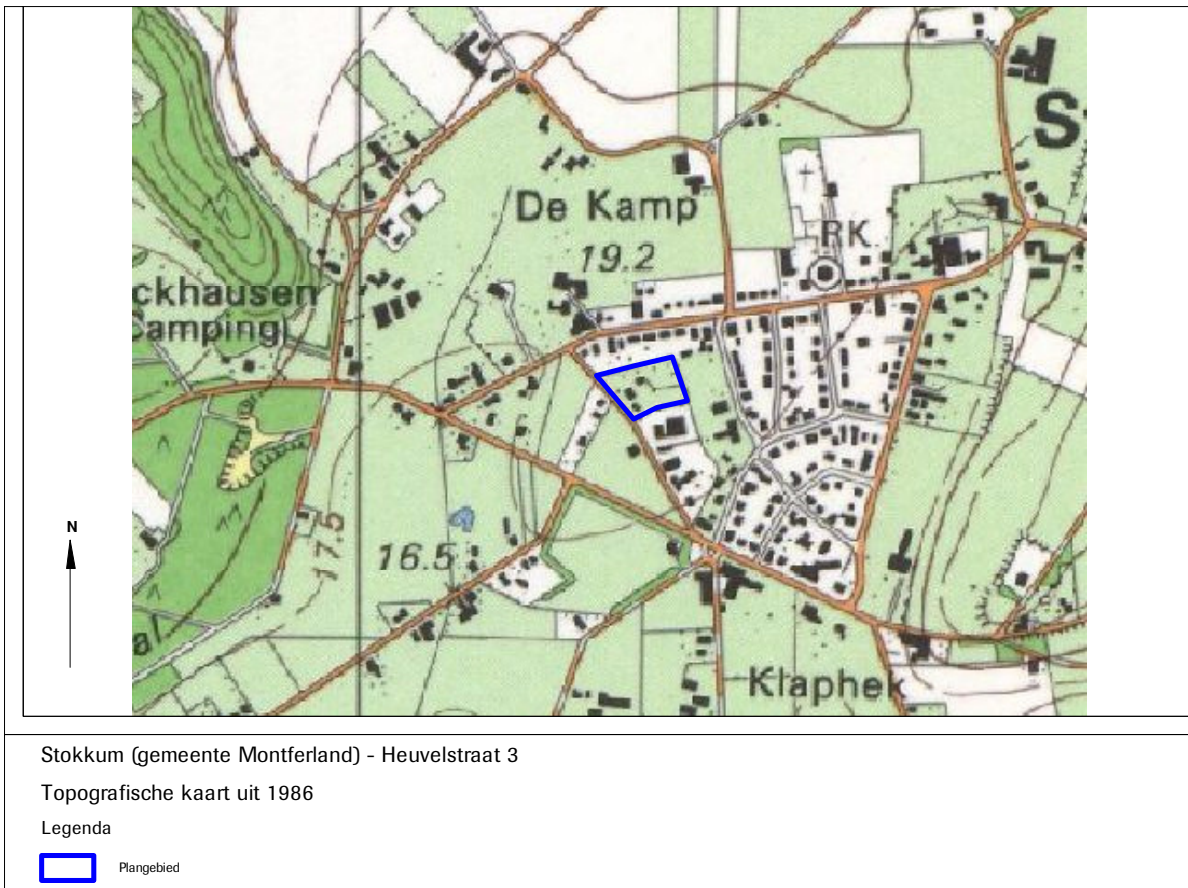 S
De Kamp
19.2
RK
ckhausen
Camping)
17.5
16.5
al
Klaphek
N
Stokkum (gemeente Montferland) - Heuvelstraat 3
Topografische kaart uit 1986
Legenda
Plangebied